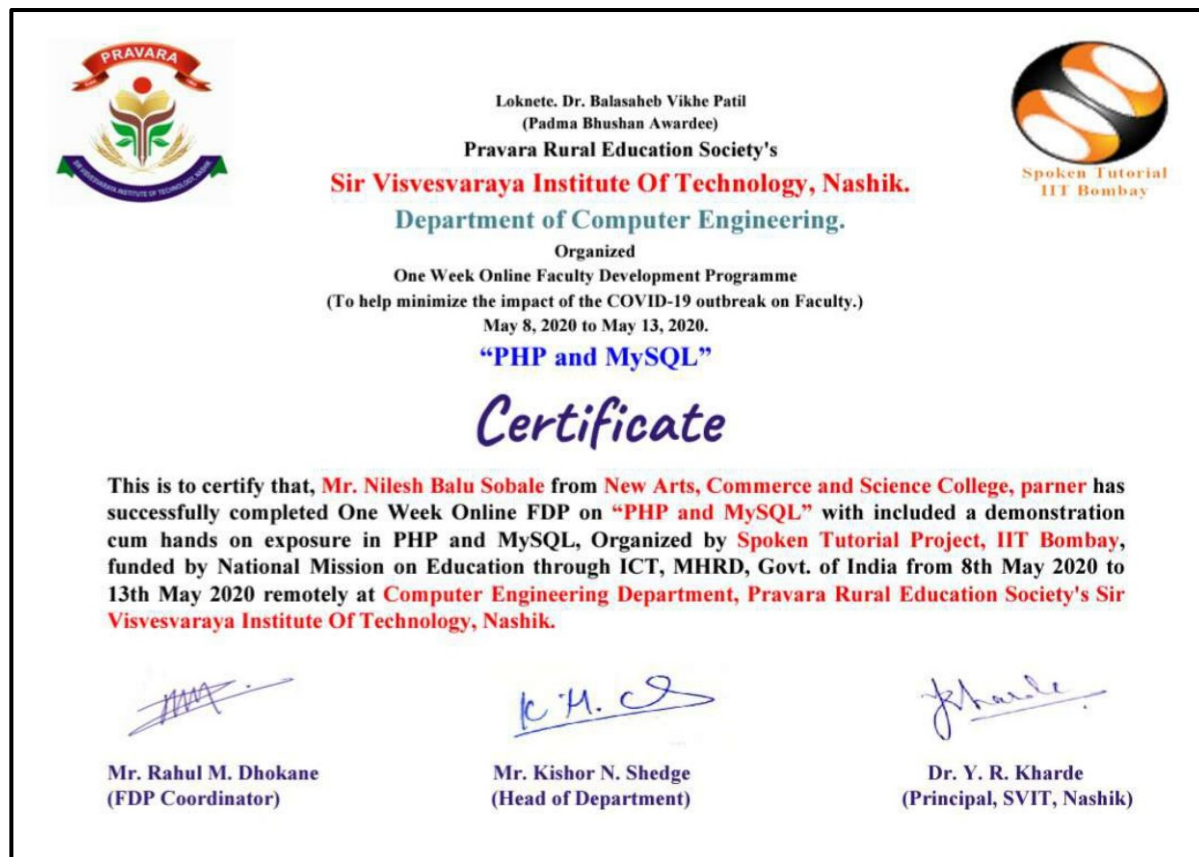 PRAVARA
SIR VISVESVARAYA INSTITUTE OF TECHNOLOGY, NASHIK
Spoken Tutorial
IIT Bombay
Loknete. Dr. Balasaheb Vikhe Patil
(Padma Bhushan Awardee)
Pravara Rural Education Society's
Sir Visvesvaraya Institute Of Technology, Nashik.
Department of Computer Engineering.
Organized
One Week Online Faculty Development Programme
(To help minimize the impact of the COVID-19 outbreak on Faculty.)
May 8, 2020 to May 13, 2020.
“PHP and MySQL”
Certificate
This is to certify that, Mr. Nilesh Balu Sobale from New Arts, Commerce and Science College, parner has
successfully completed One Week Online FDP on “PHP and MySQL” with included a demonstration
cum hands on exposure in PHP and MySQL, Organized by Spoken Tutorial Project, IIT Bombay,
funded by National Mission on Education through ICT, MHRD, Govt. of India from 8th May 2020 to
13th May 2020 remotely at Computer Engineering Department, Pravara Rural Education Society's Sir
Visvesvaraya Institute Of Technology, Nashik.
Mr. Rahul M. Dhokane
(FDP Coordinator)
Mr. Kishor N. Shedge
(Head of Department)
Dr. Y. R. Kharde
(Principal, SVIT, Nashik)